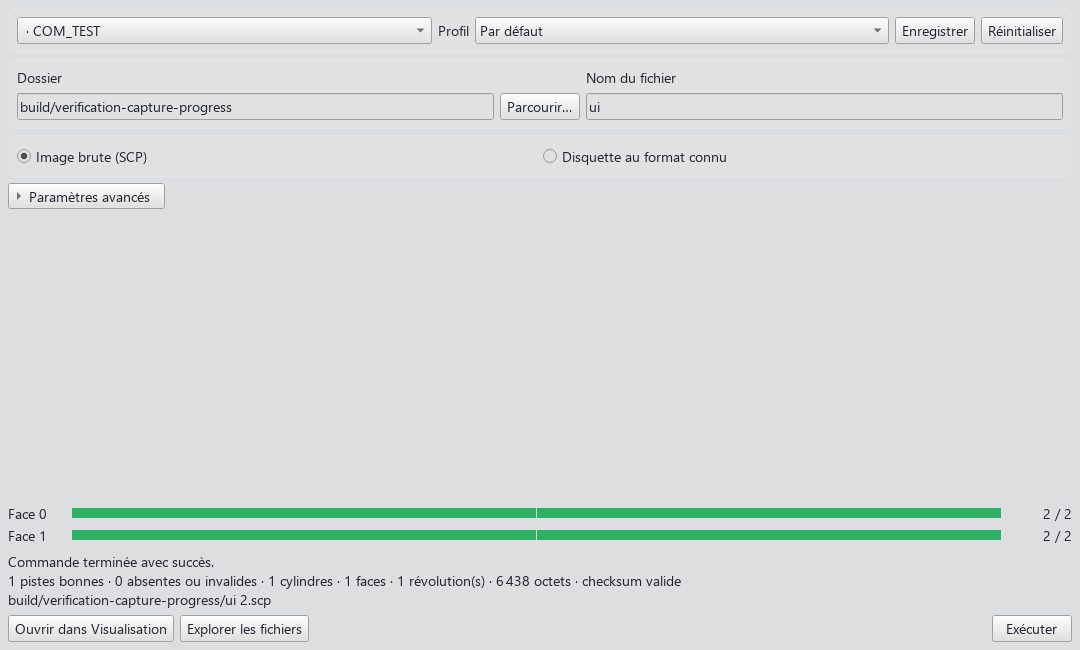 · COM_TEST Profil Par défaut Enregistrer Réinitialiser
Dossier Nom du fichier
build/verification-capture-progress Parcourir... ui
Image brute (SCP) Disquette au format connu
Paramètres avancés
Face 0 2 / 2
Face 1 2 / 2
Commande terminée avec succès.
1 pistes bonnes · 0 absentes ou invalides · 1 cylindres · 1 faces · 1 révolution(s) · 6 438 octets · checksum valide
build/verification-capture-progress/ui 2.scp
Ouvrir dans Visualisation Explorer les fichiers Exécuter